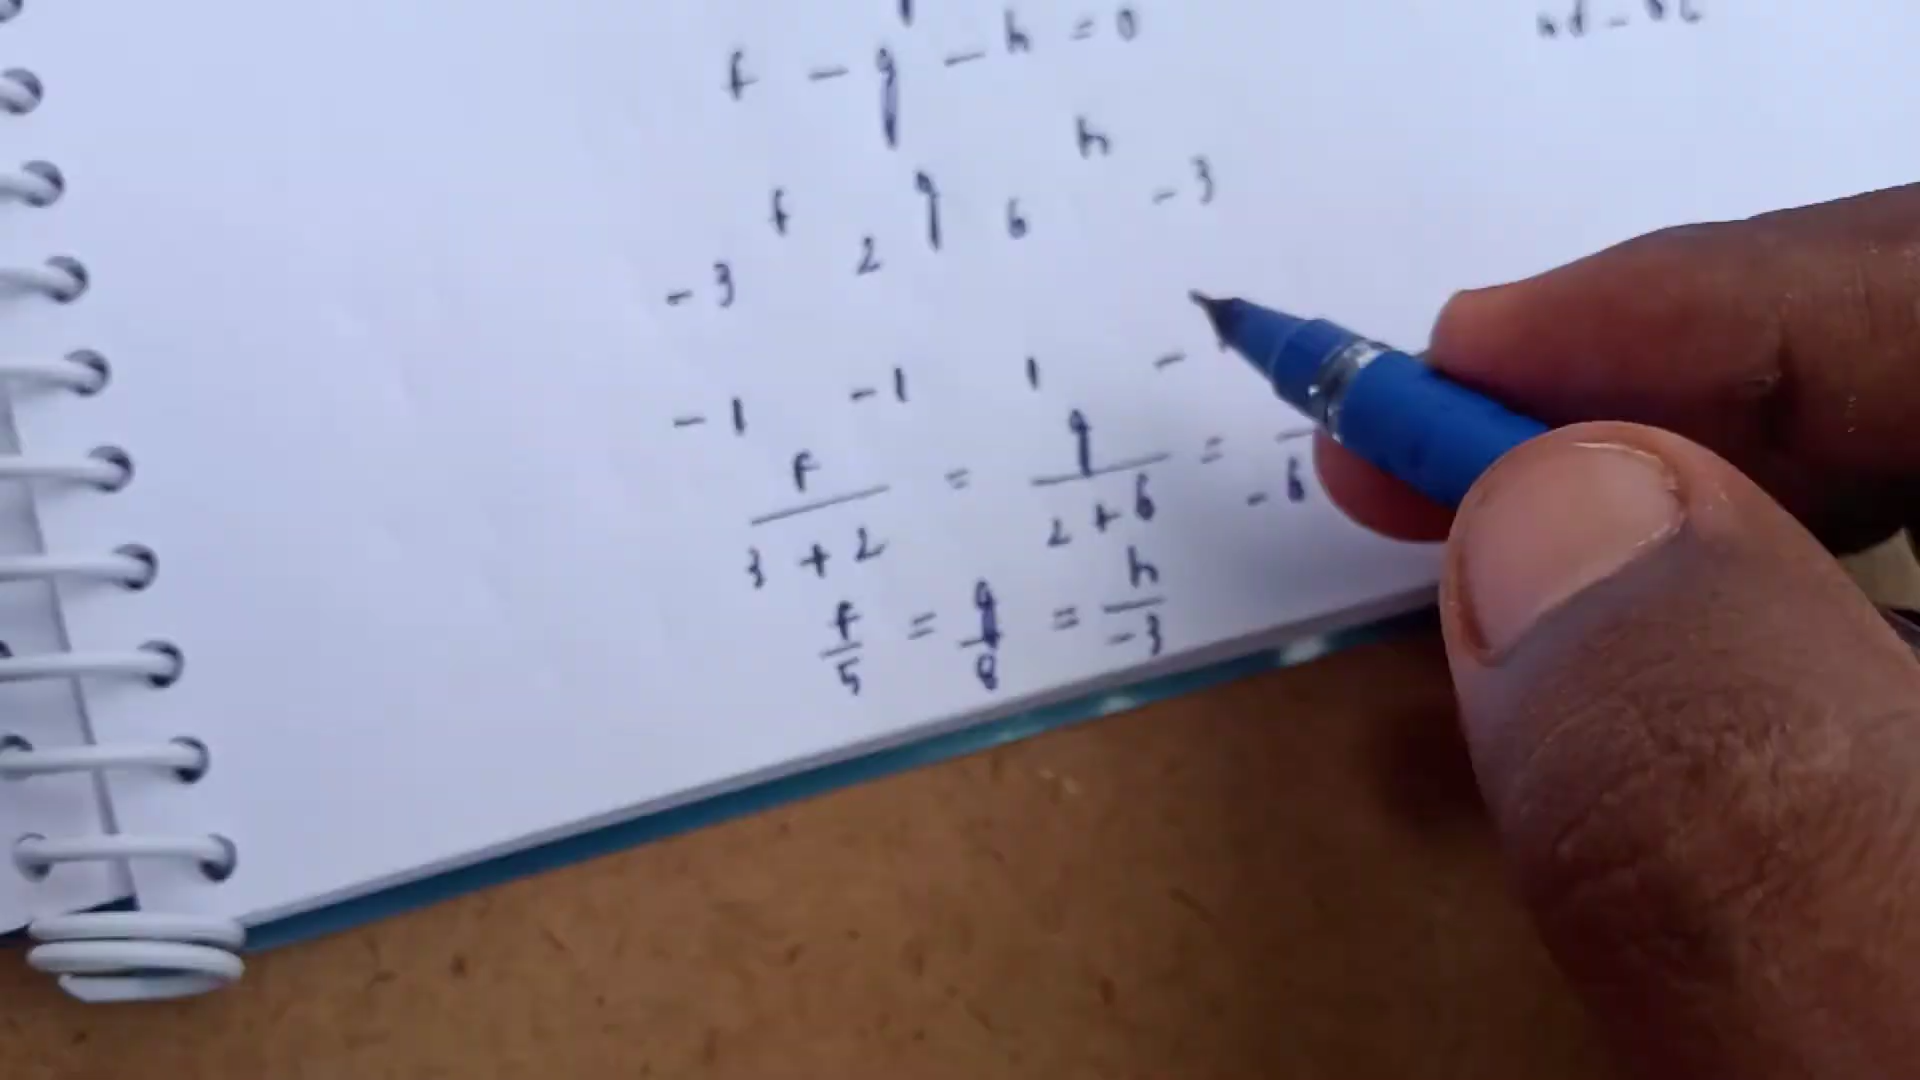 f - g - h = 0
f g h
-3 2 6 -3
-1 -1 1 -
f/3+2 = g/2+6 = -6
f/5 = g/8 = h/-3